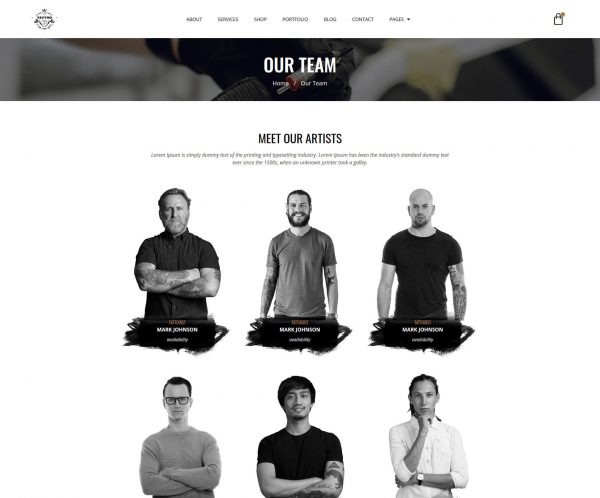 TATTOO
ABOUT SERVICES SHOP PORTFOLIO BLOG CONTACT PAGES
OUR TEAM
Home / Our Team
MEET OUR ARTISTS
Lorem Ipsum is simply dummy text of the printing and typesetting industry. Lorem Ipsum has been the industry's standard dummy text
ever since the 1500s, when an unknown printer took a galley.
TATTOOIST
MARK JOHNSON
availability
TATTOOIST
MARK JOHNSON
availability
TATTOOIST
MARK JOHNSON
availability